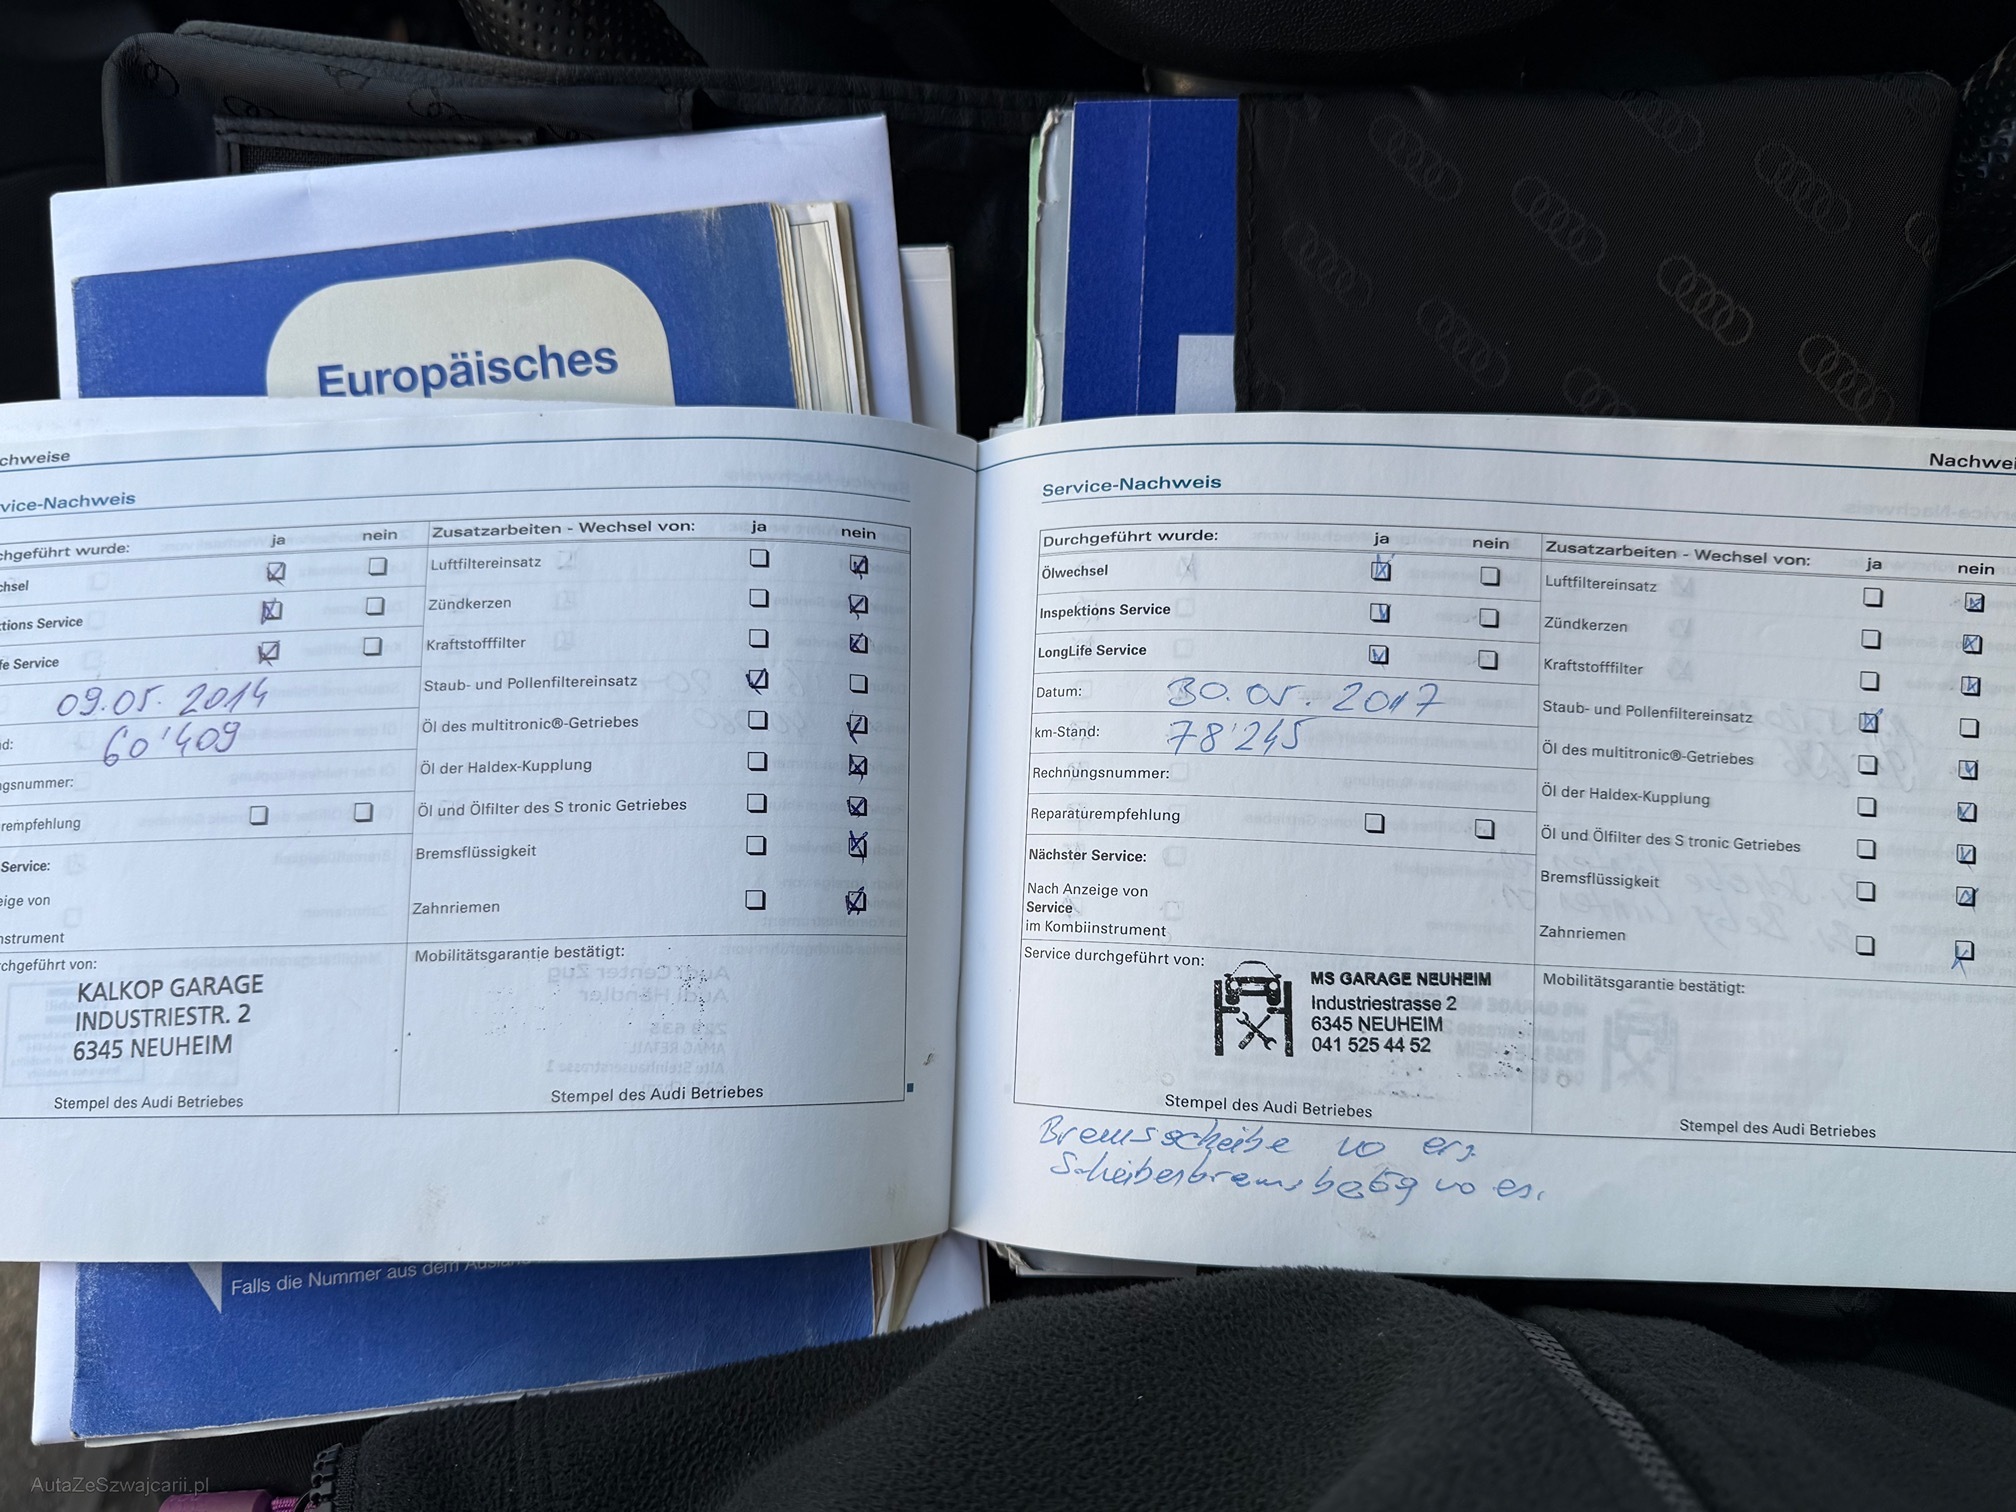 Europäisches
chweise
vice-Nachweis
chgeführt wurde: ja nein
chsel
ktions Service
fe Service
09.05.2014
d: 60'409
gsnummer:
rempfehlung
Service:
eige von
nstrument
chgeführt von:
KALKOP GARAGE
INDUSTRIESTR. 2
6345 NEUHEIM
Stempel des Audi Betriebes
Zusatzarbeiten - Wechsel von: ja nein
Luftfiltereinsatz
Zündkerzen
Kraftstofffilter
Staub- und Pollenfiltereinsatz
Öl des multitronic®-Getriebes
Öl der Haldex-Kupplung
Öl und Ölfilter des S tronic Getriebes
Bremsflüssigkeit
Zahnriemen
Mobilitätsgarantie bestätigt:
Stempel des Audi Betriebes
Nachwei
Service-Nachweis
Durchgeführt wurde: ja nein
Ölwechsel
Inspektions Service
LongLife Service
Datum: 30.05.2017
km-Stand: 78'245
Rechnungsnummer:
Reparaturempfehlung
Nächster Service:
Nach Anzeige von
Service
im Kombiinstrument
Service durchgeführt von:
MS GARAGE NEUHEIM
Industriestrasse 2
6345 NEUHEIM
041 525 44 52
Stempel des Audi Betriebes
Zusatzarbeiten - Wechsel von: ja nein
Luftfiltereinsatz
Zündkerzen
Kraftstofffilter
Staub- und Pollenfiltereinsatz
Öl des multitronic®-Getriebes
Öl der Haldex-Kupplung
Öl und Ölfilter des S tronic Getriebes
Bremsflüssigkeit
Zahnriemen
Mobilitätsgarantie bestätigt:
Stempel des Audi Betriebes
Bremsscheibe vo
vo
Falls die Nummer aus dem Ausland
AutaZeSzwajcarii.pl